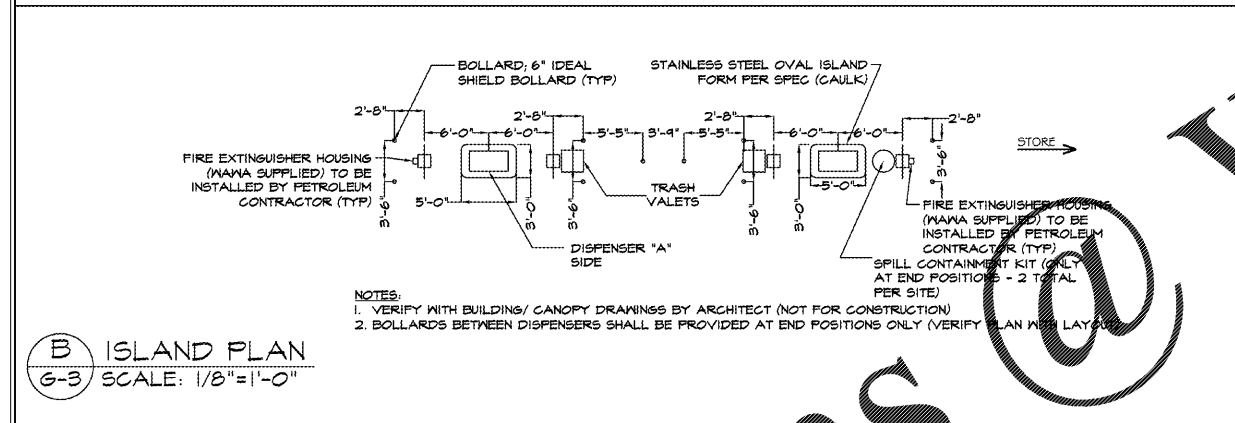 BOLLARD; 6" IDEAL
SHIELD BOLLARD (TYP)
STAINLESS STEEL OVAL ISLAND
FORM PER SPEC (CAULK)
2'-8"
6'-0"
6'-0"
2'-8"
5'-5"
3'-9"
5'-5"
2'-8"
6'-0"
6'-0"
2'-8"
STORE
FIRE EXTINGUISHER HOUSING
(WAWA SUPPLIED) TO BE
INSTALLED BY PETROLEUM
CONTRACTOR (TYP)
3'-6"
5'-0"
3'-0"
3'-6"
TRASH
VALETS
3'-6"
3'-0"
5'-0"
3'-6"
DISPENSER "A"
SIDE
FIRE EXTINGUISHER HOUSING
(WAWA SUPPLIED) TO BE
INSTALLED BY PETROLEUM
CONTRACTOR (TYP)
SPILL CONTAINMENT KIT (ONLY
AT END POSITIONS - 2 TOTAL
PER SITE)
NOTES:
1. VERIFY WITH BUILDING/ CANOPY DRAWINGS BY ARCHITECT (NOT FOR CONSTRUCTION)
2. BOLLARDS BETWEEN DISPENSERS SHALL BE PROVIDED AT END POSITIONS ONLY (VERIFY PLAN WITH LAYOUT)
B
G-3
ISLAND PLAN
SCALE: 1/8"=1'-0"
s @